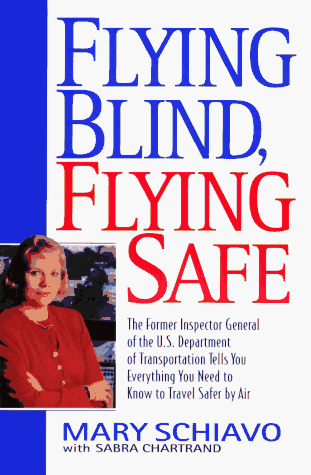 FLYING
BLIND,
FLYING
SAFE
The Former Inspector General
of the U.S. Department
of Transportation Tells You
Everything You Need to
Know to Travel Safer by Air
MARY SCHIAVO
with SABRA CHARTRAND